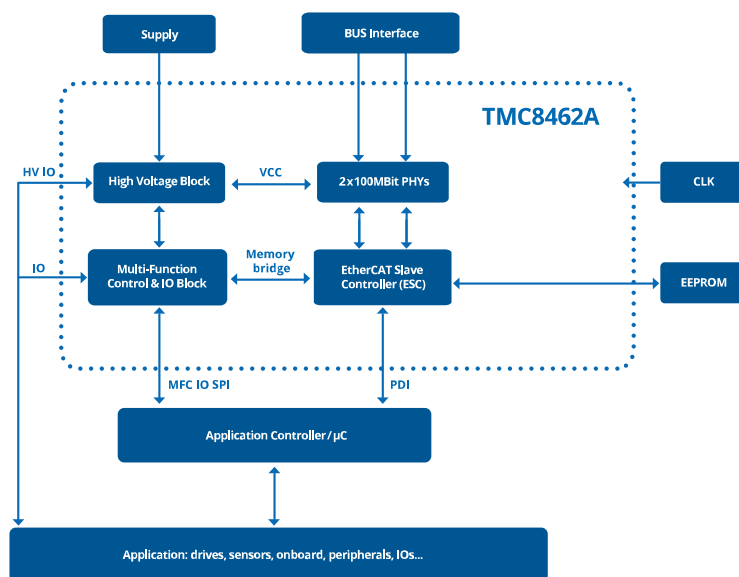 Supply
BUS Interface
TMC8462A
HV IO
High Voltage Block
VCC
2x100MBit PHYs
CLK
IO
Multi-Function
Control & IO Block
Memory
bridge
EtherCAT Slave
Controller (ESC)
EEPROM
MFC IO SPI
PDI
Application Controller/µC
Application: drives, sensors, onboard, peripherals, IOs...